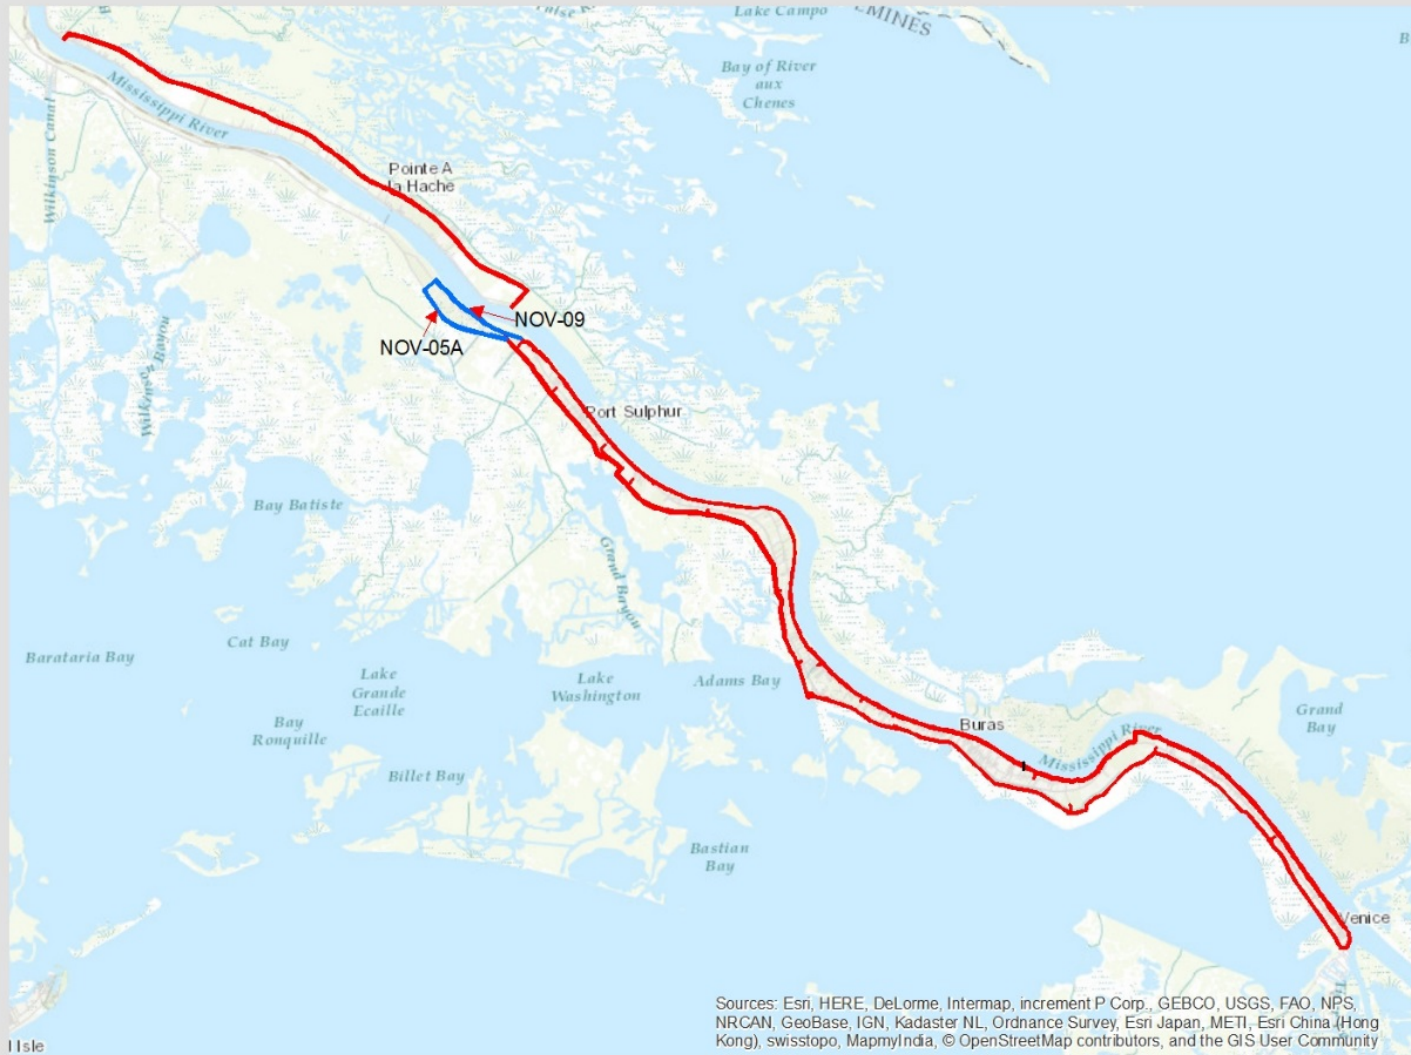 Lake Campo
EMINES
Bay of River
aux
Chenes
Mississippi River
Wilkinson Canal
Pointe A
la Hache
NOV-09
NOV-05A
Wilkinson Bayou
Port Sulphur
Bay Batiste
Grand Bayou
Cat Bay
Barataria Bay
Lake
Grande
Ecaille
Lake
Washington
Adams Bay
Grand
Bay
Bay
Ronquille
Buras
Mississippi River
1
Billet Bay
Bastian
Bay
Venice
Sources: Esri, HERE, DeLorme, Intermap, increment P Corp., GEBCO, USGS, FAO, NPS,
NRCAN, GeoBase, IGN, Kadaster NL, Ordnance Survey, Esri Japan, METI, Esri China (Hong
Kong), swisstopo, MapmyIndia, © OpenStreetMap contributors, and the GIS User Community
Isle